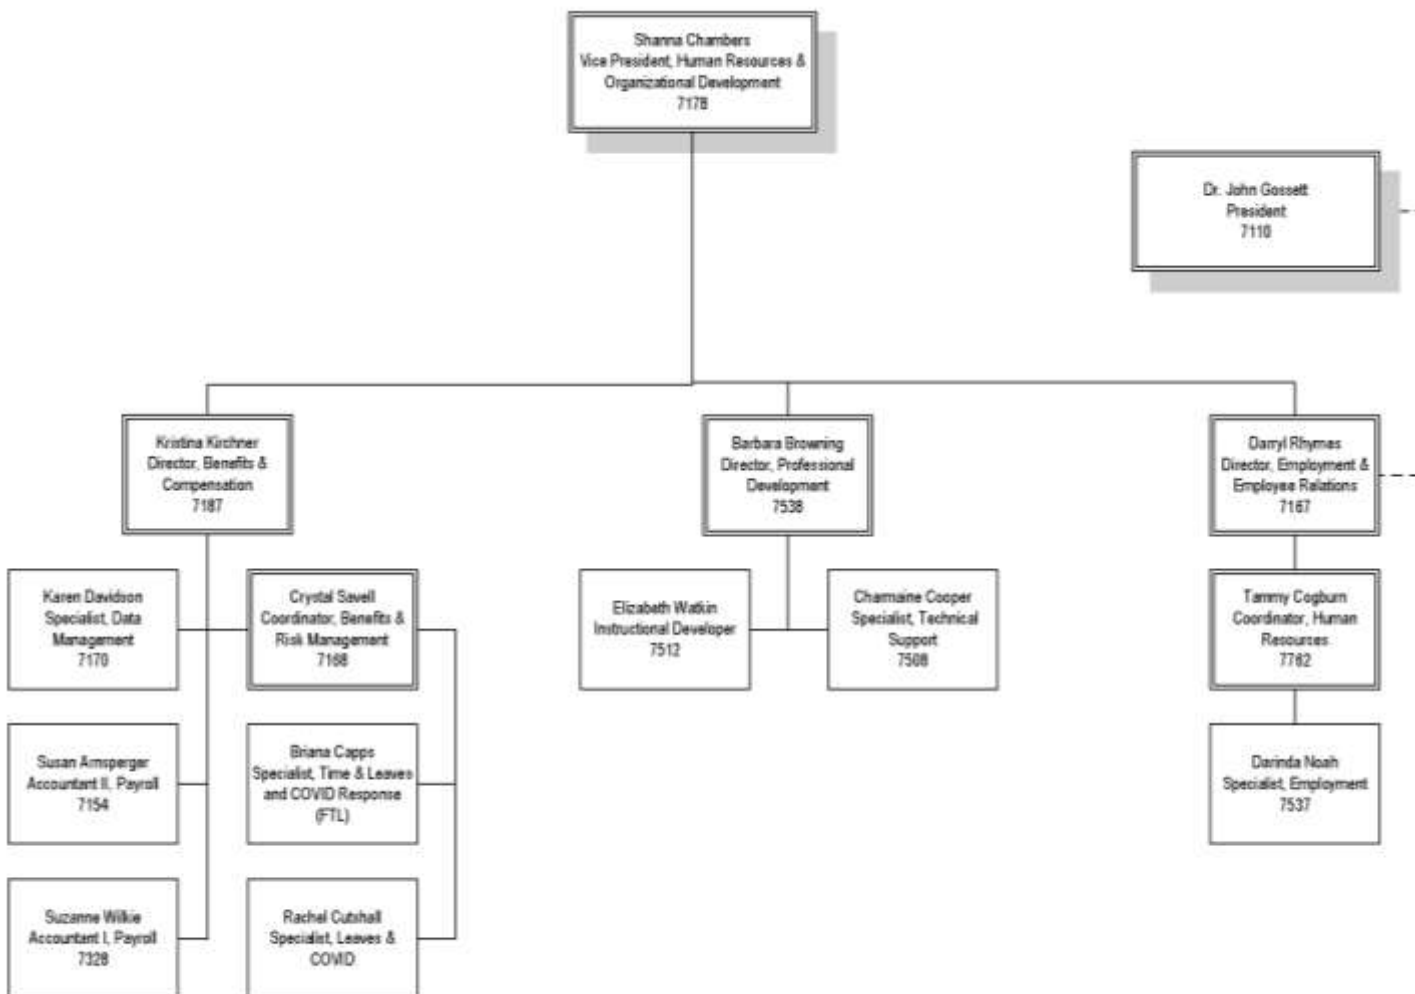 Shanna Chambers
Vice President, Human Resources &
Organizational Development
7178
Dr. John Gossett
President
7110
Kristina Kirchner
Director, Benefits &
Compensation
7187
Barbara Browning
Director, Professional
Development
7538
Darryl Rhymes
Director, Employment &
Employee Relations
7167
Karen Davidson
Specialist, Data
Management
7170
Crystal Savell
Coordinator, Benefits &
Risk Management
7168
Elizabeth Watkin
Instructional Developer
7512
Charmaine Cooper
Specialist, Technical
Support
7508
Tammy Cogburn
Coordinator, Human
Resources
7762
Susan Arnsperger
Accountant II, Payroll
7154
Briana Capps
Specialist, Time & Leaves
and COVID Response
(FTL)
Darinda Noah
Specialist, Employment
7537
Suzanne Wilkie
Accountant I, Payroll
7328
Rachel Cutshall
Specialist, Leaves &
COVID